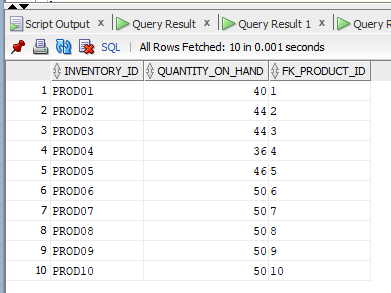 Script Output × Query Result × Query Result 1 × Query R
SQL | All Rows Fetched: 10 in 0.001 seconds
INVENTORY_ID QUANTITY_ON_HAND FK_PRODUCT_ID
1 PROD01 40 1
2 PROD02 44 2
3 PROD03 44 3
4 PROD04 36 4
5 PROD05 46 5
6 PROD06 50 6
7 PROD07 50 7
8 PROD08 50 8
9 PROD09 50 9
10 PROD10 50 10